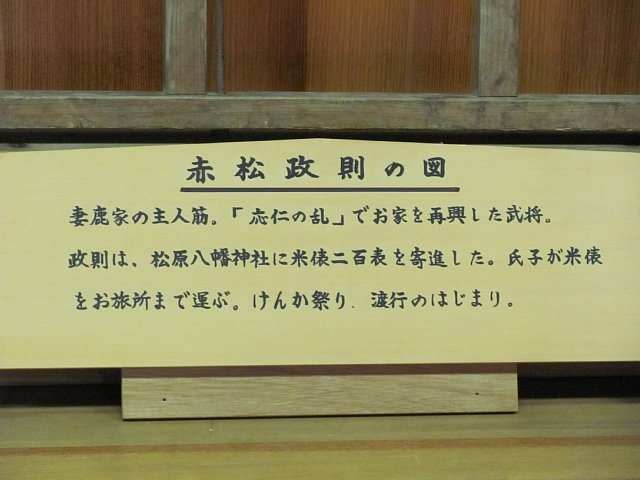 赤松政則の図
妻鹿家の主人筋。「応仁の乱」でお家を再興した武将。
政則は、松原八幡神社に米俵二百表を寄進した。氏子が米俵
をお旅所まで運ぶ。けんか祭り．渡行のはじまり。